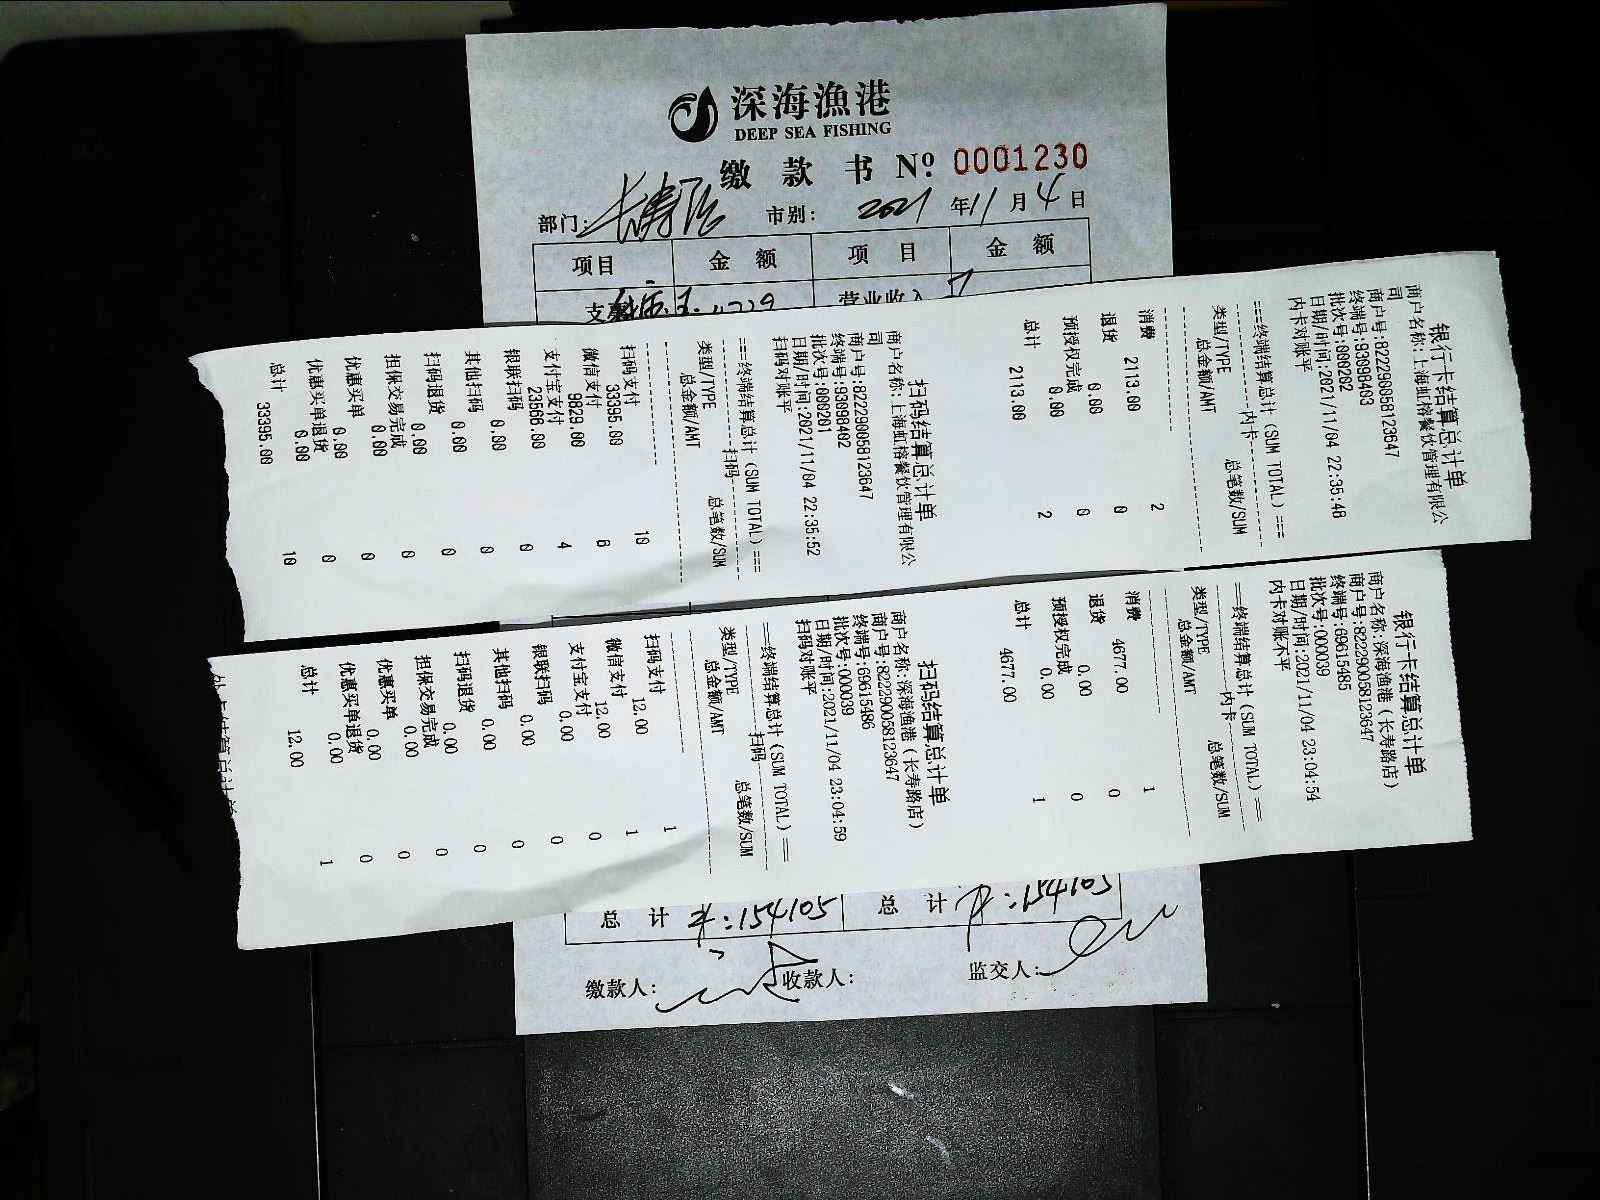 深海漁港
DEEP SEA FISHING
缴款书 Nº: 0001230
部门: 长寿路 市别: 2021年11月4日
项目 金额 项目 金额
营业收入
银行卡结算总计单
商户名称:上海虹榕餐饮管理有限公
司
商户号:822290058123647
终端号:93098403
批次号:000202
日期/时间:2021/11/04 22:35:48
内卡对账平
===终端结算总计(SUM TOTAL)===
内卡
类型/TYPE 总笔数/SUM
总金额/AMT
消费 2
2113.00
退货 0
0.00
预授权完成 0
0.00
总计 2
2113.00
扫码结算总计单
商户名称:上海虹榕餐饮管理有限公
司
商户号:822290058123647
终端号:93098402
批次号:000201
日期/时间:2021/11/04 22:35:52
扫码对账平
===终端结算总计(SUM TOTAL)===
扫码
类型/TYPE 总笔数/SUM
总金额/AMT
扫码支付 10
33395.00
微信支付 6
9829.00
支付宝支付 4
23566.00
银联扫码 0
0.00
其他扫码 0
0.00
扫码退货 0
0.00
担保交易完成 0
0.00
优惠买单 0
0.00
优惠买单退货 0
0.00
总计 10
33395.00
银行卡结算总计单
商户名称:深海渔港(长寿路店)
商户号:822290058123647
终端号:69615485
批次号:000039
日期/时间:2021/11/04 23:04:54
内卡对账不平
==终端结算总计(SUM TOTAL)==
内卡
类型/TYPE 总笔数/SUM
总金额/AMT
消费 1
4677.00
退货 0
0.00
预授权完成 0
0.00
总计 1
4677.00
扫码结算总计单
商户名称:深海渔港(长寿路店)
商户号:822290058123647
终端号:69615486
批次号:000039
日期/时间:2021/11/04 23:04:59
扫码对账平
==终端结算总计(SUM TOTAL)==
扫码
类型/TYPE 总笔数/SUM
总金额/AMT
扫码支付 1
12.00
微信支付 1
12.00
支付宝支付 0
0.00
银联扫码 0
0.00
其他扫码 0
0.00
扫码退货 0
0.00
担保交易完成 0
0.00
优惠买单 0
0.00
优惠买单退货 0
0.00
总计 1
12.00
总计 154105 总计 154105
缴款人: 收款人: 监交人: